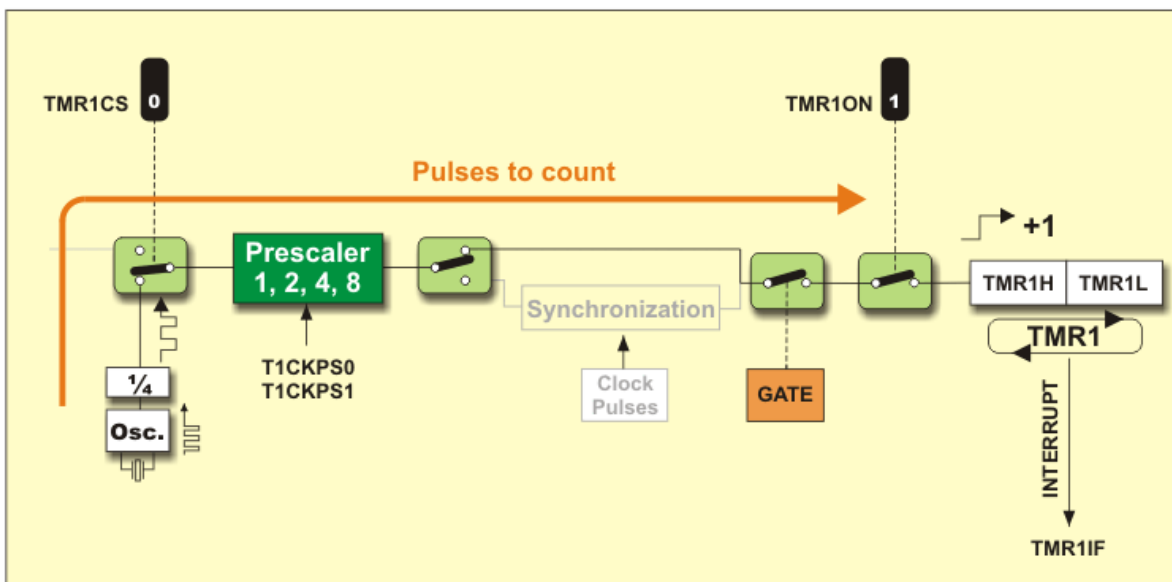 TMR1CS
0
TMR1ON
1
Pulses to count
Prescaler
1, 2, 4, 8
+1
TMR1H
TMR1L
Synchronization
TMR1
T1CKPS0
T1CKPS1
¼
Osc.
Clock
Pulses
GATE
INTERRUPT
TMR1IF